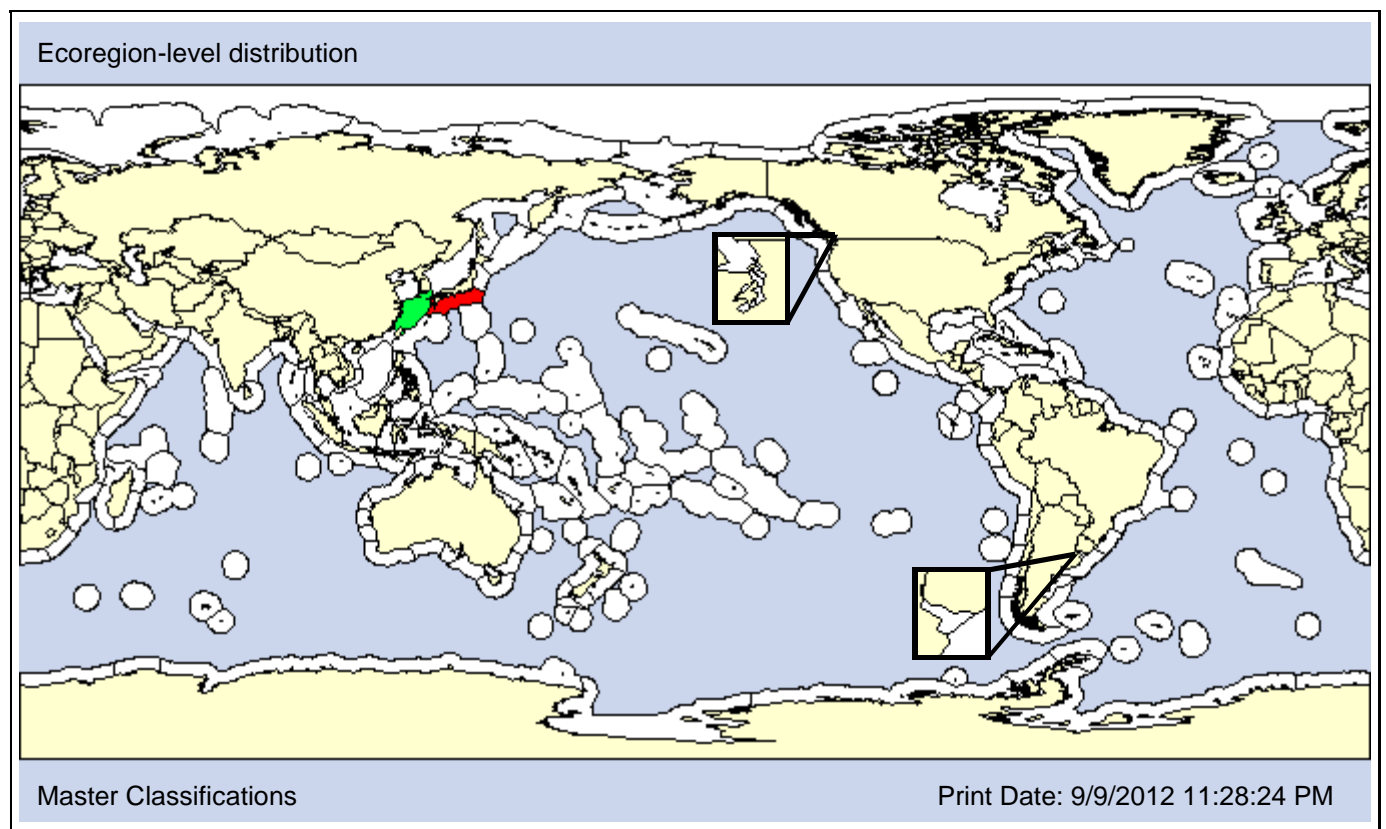 Ecoregion-level distribution
Master Classifications
Print Date: 9/9/2012 11:28:24 PM